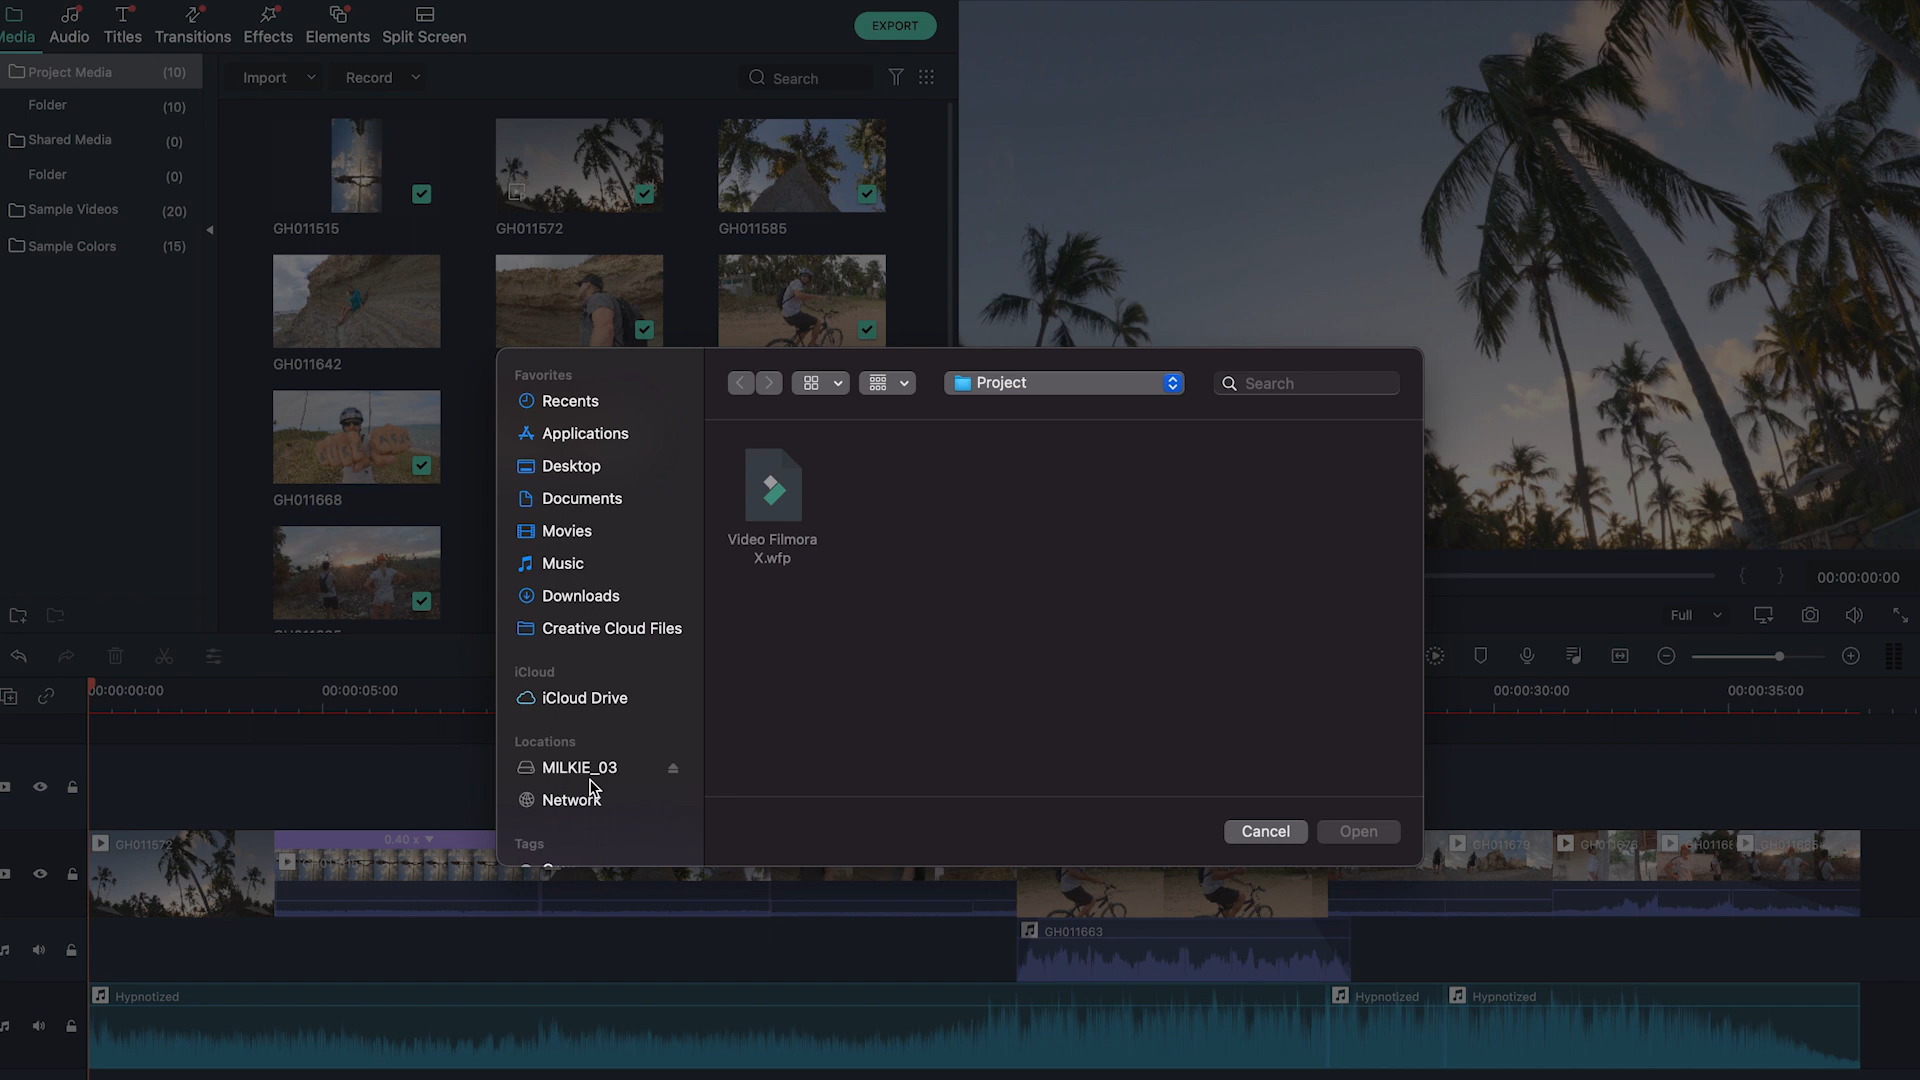 Media
Audio
Titles
Transitions
Effects
Elements
Split Screen
EXPORT
Project Media (10)
Folder (10)
Shared Media (0)
Folder (0)
Sample Videos (20)
Sample Colors (15)
Import
Record
Search
GH011515
GH011572
GH011585
GH011642
GH011668
Favorites
Recents
Applications
Desktop
Documents
Movies
Music
Downloads
Creative Cloud Files
iCloud
iCloud Drive
Locations
MILKIE_03
Network
Tags
Project
Search
Video Filmora
X.wfp
Cancel
Open
{ }
00:00:00:00
Full
00:00:00:00
00:00:05:00
00:00:30:00
00:00:35:00
GH011572
0.40 x
GH011679
GH011676
GH01168
GH011663
Hypnotized
Hypnotized
Hypnotized